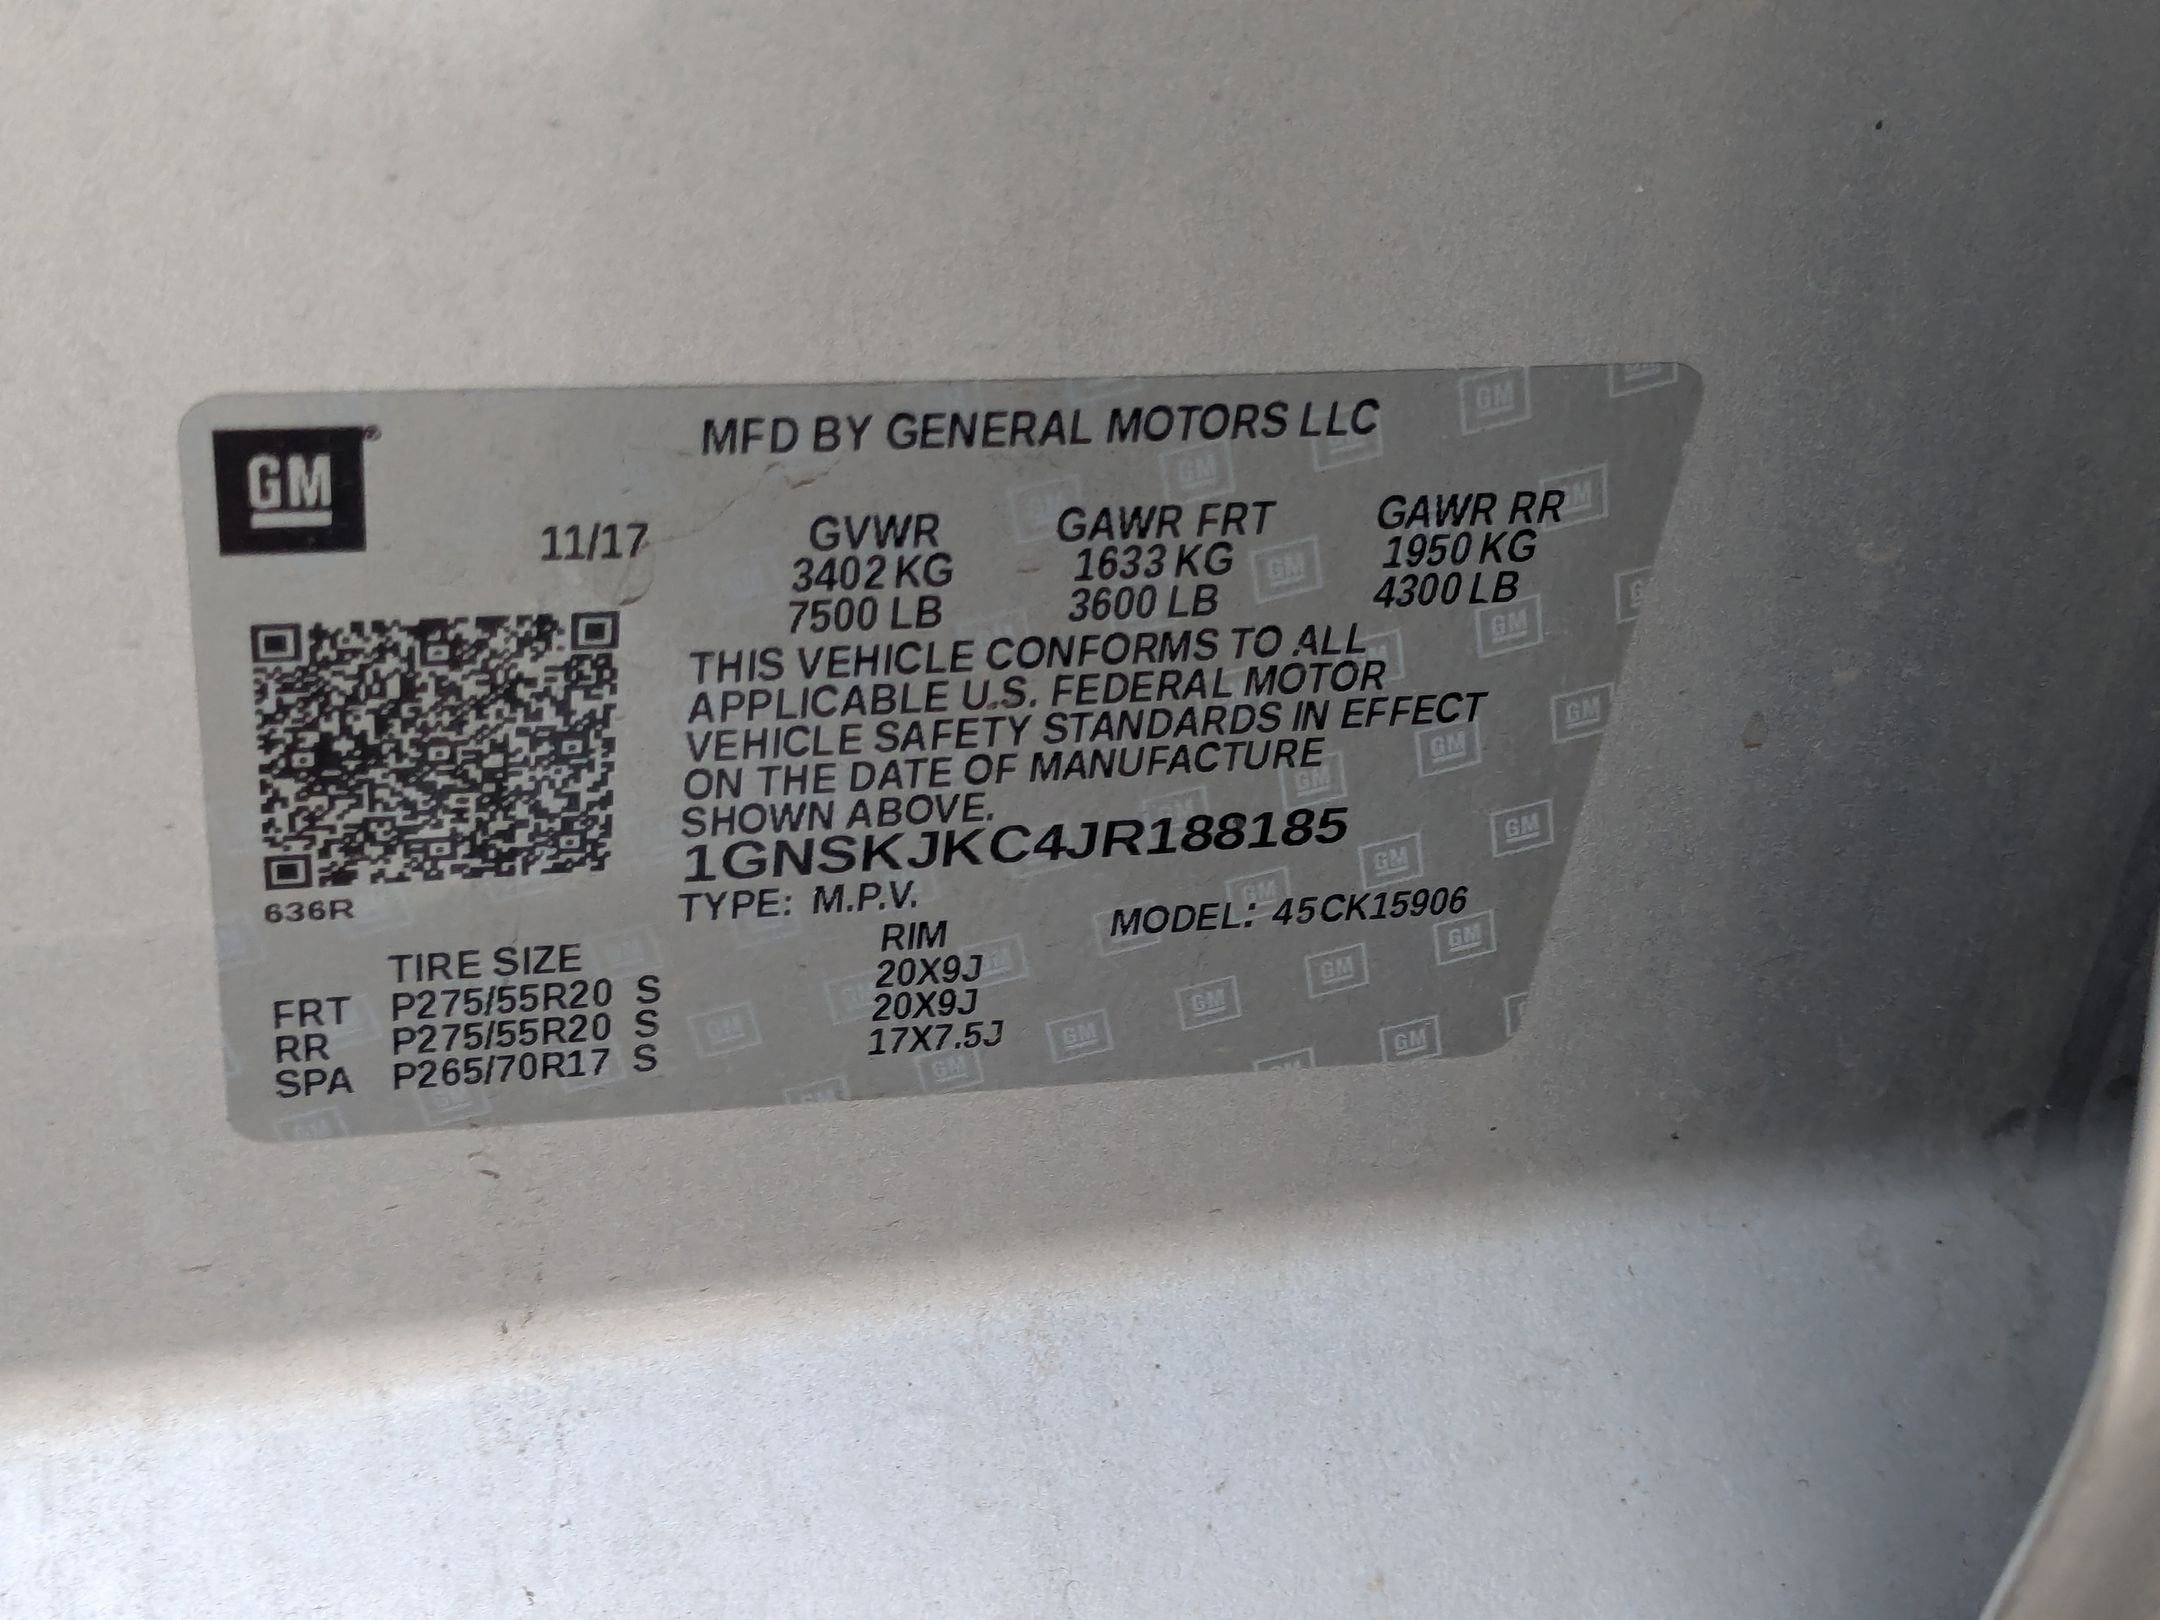 GM
MFD BY GENERAL MOTORS LLC
11/17
GVWR GAWR FRT GAWR RR
3402 KG 1633 KG 1950 KG
7500 LB 3600 LB 4300 LB
THIS VEHICLE CONFORMS TO ALL
APPLICABLE U.S. FEDERAL MOTOR
VEHICLE SAFETY STANDARDS IN EFFECT
ON THE DATE OF MANUFACTURE
SHOWN ABOVE.
1GNSKJKC4JR188185
636R
TYPE: M.P.V. MODEL: 45CK15906
TIRE SIZE RIM
FRT P275/55R20 S 20X9J
RR P275/55R20 S 20X9J
SPA P265/70R17 S 17X7.5J